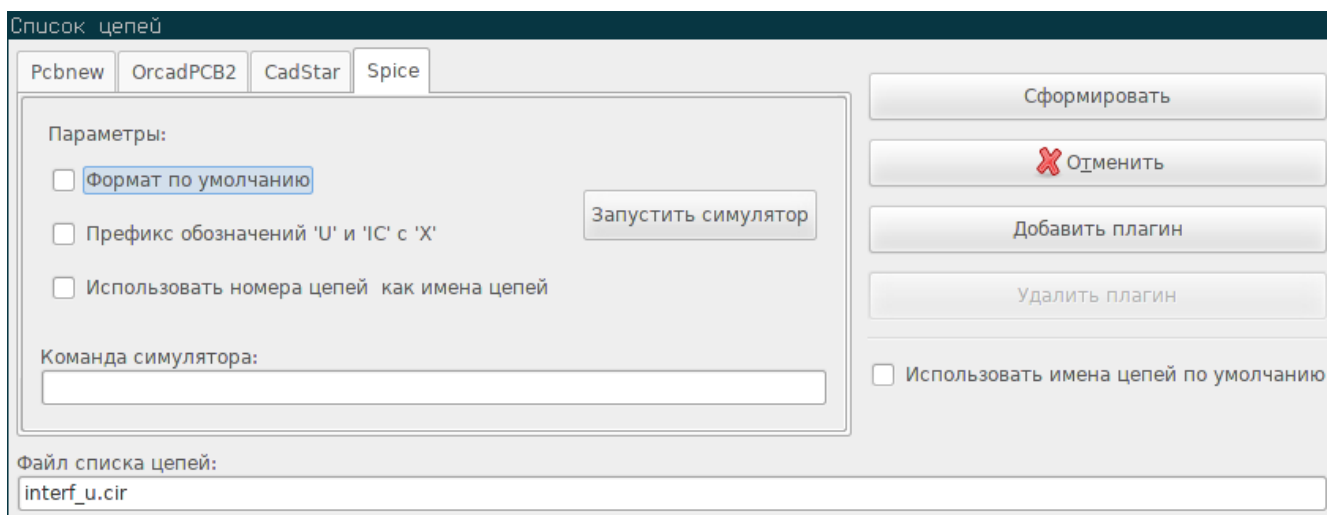 Список цепей
Pcbnew OrcadPCB2 CadStar Spice
Сформировать
Параметры:
Отменить
Формат по умолчанию
Запустить симулятор
Добавить плагин
Префикс обозначений 'U' и 'IC' с 'X'
Использовать номера цепей как имена цепей
Удалить плагин
Команда симулятора:
Использовать имена цепей по умолчанию
Файл списка цепей:
interf_u.cir